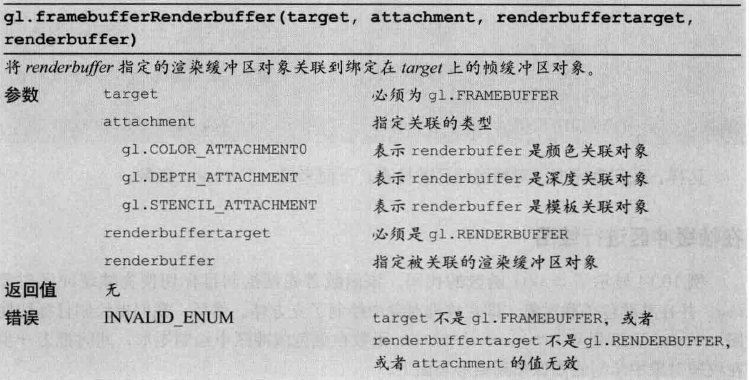 gl.framebufferRenderbuffer(target, attachment, renderbuffertarget,
renderbuffer)
将 renderbuffer 指定的渲染缓冲区对象关联到绑定在 target 上的帧缓冲区对象。
参数 target 必须为 gl.FRAMEBUFFER
attachment 指定关联的类型
gl.COLOR_ATTACHMENT0 表示 renderbuffer 是颜色关联对象
gl.DEPTH_ATTACHMENT 表示 renderbuffer 是深度关联对象
gl.STENCIL_ATTACHMENT 表示 renderbuffer 是模板关联对象
renderbuffertarget 必须是 gl.RENDERBUFFER
renderbuffer 指定被关联的渲染缓冲区对象
返回值 无
错误 INVALID_ENUM target 不是 gl.FRAMEBUFFER, 或者
renderbuffertarget 不是 gl.RENDERBUFFER,
或者 attachment 的值无效